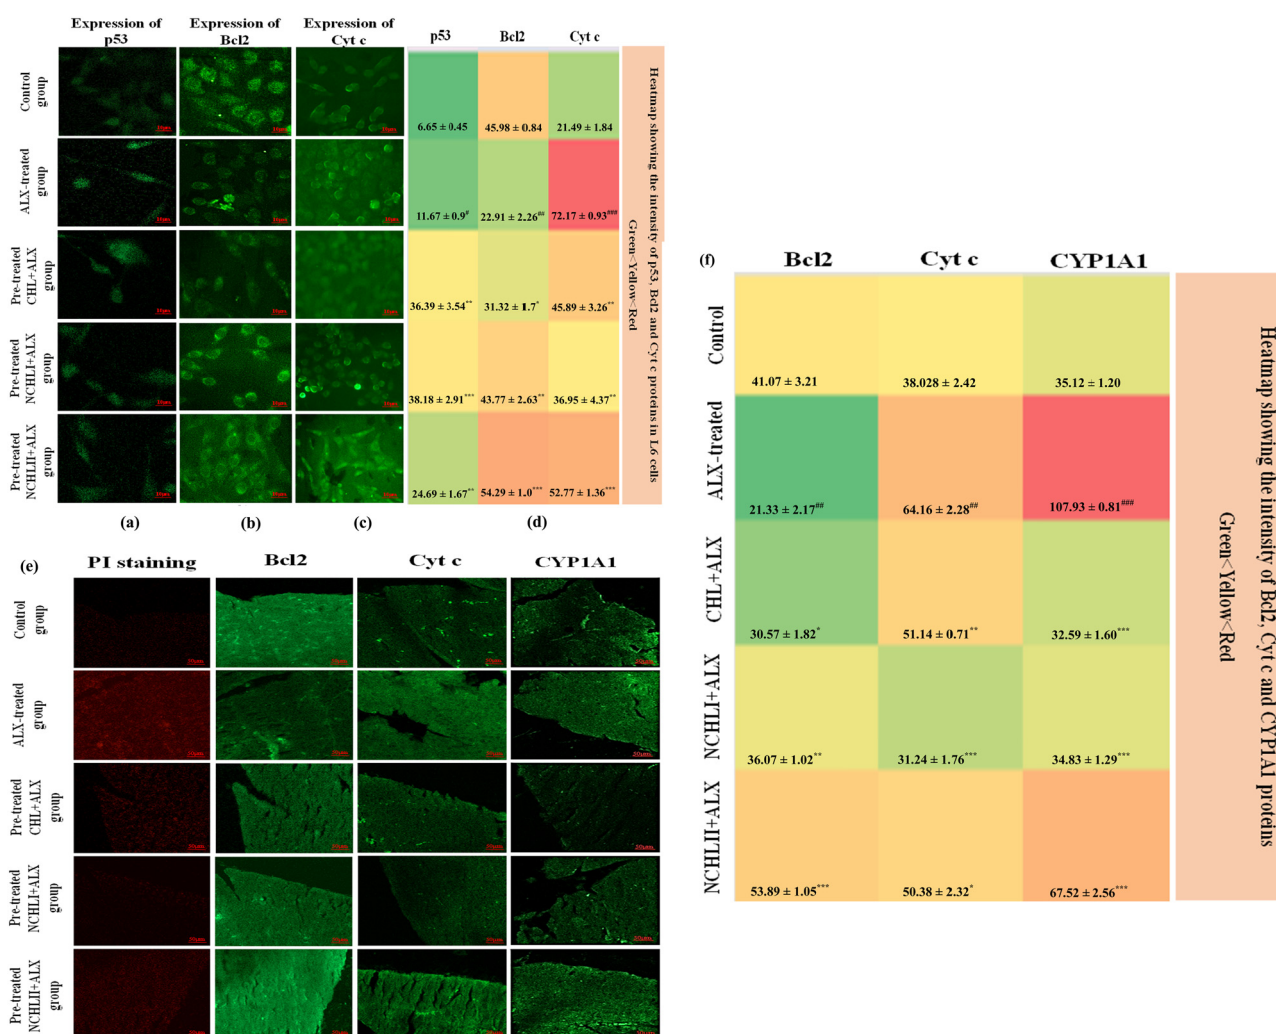 Expression of
p53
Expression of
Bcl2
Expression of
Cyt c
p53 Bcl2 Cyt c
Control
group
6.65 ± 0.45 45.98 ± 0.84 21.49 ± 1.84
ALX-treated
group
11.67 ± 0.9# 22.91 ± 2.26## 72.17 ± 0.93###
Pre-treated
CHL+ALX
group
36.39 ± 3.54** 31.32 ± 1.7* 45.89 ± 3.26**
Pre-treated
NCHLI+ALX
group
38.18 ± 2.91*** 43.77 ± 2.63** 36.95 ± 4.37**
Pre-treated
NCHLII+ALX
group
24.69 ± 1.67** 54.29 ± 1.0*** 52.77 ± 1.36***
Heatmap showing the intensity of p53, Bcl2 and Cyt c proteins in L6 cells
Green<Yellow<Red
(a) (b) (c) (d)
(e)
PI staining Bcl2 Cyt c CYP1A1
Control
group
ALX-treated
group
Pre-treated
CHL+ALX
group
Pre-treated
NCHLI+ALX
group
Pre-treated
NCHLII+ALX
group
(f)
Bcl2 Cyt c CYP1A1
Control
41.07 ± 3.21 38.028 ± 2.42 35.12 ± 1.20
ALX-treated
21.33 ± 2.17## 64.16 ± 2.28## 107.93 ± 0.81###
CHL+ALX
30.57 ± 1.82* 51.14 ± 0.71** 32.59 ± 1.60***
NCHLI+ALX
36.07 ± 1.02** 31.24 ± 1.76*** 34.83 ± 1.29***
NCHLII+ALX
53.89 ± 1.05*** 50.38 ± 2.32* 67.52 ± 2.56***
Heatmap showing the intensity of Bcl2, Cyt c and CYP1A1 proteins
Green<Yellow<Red